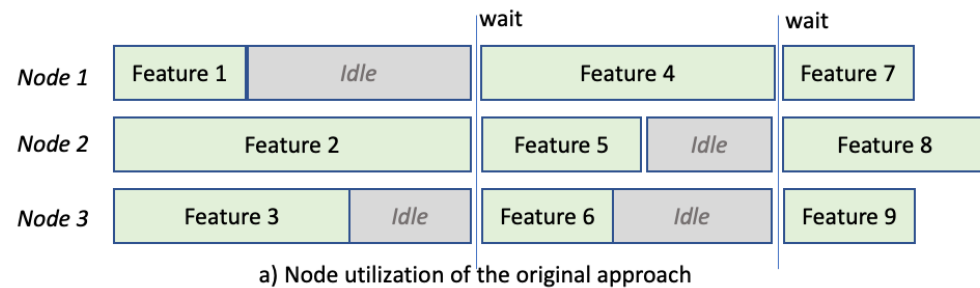 wait wait
Node 1 Feature 1 Idle Feature 4 Feature 7
Node 2 Feature 2 Feature 5 Idle Feature 8
Node 3 Feature 3 Idle Feature 6 Idle Feature 9
a) Node utilization of the original approach